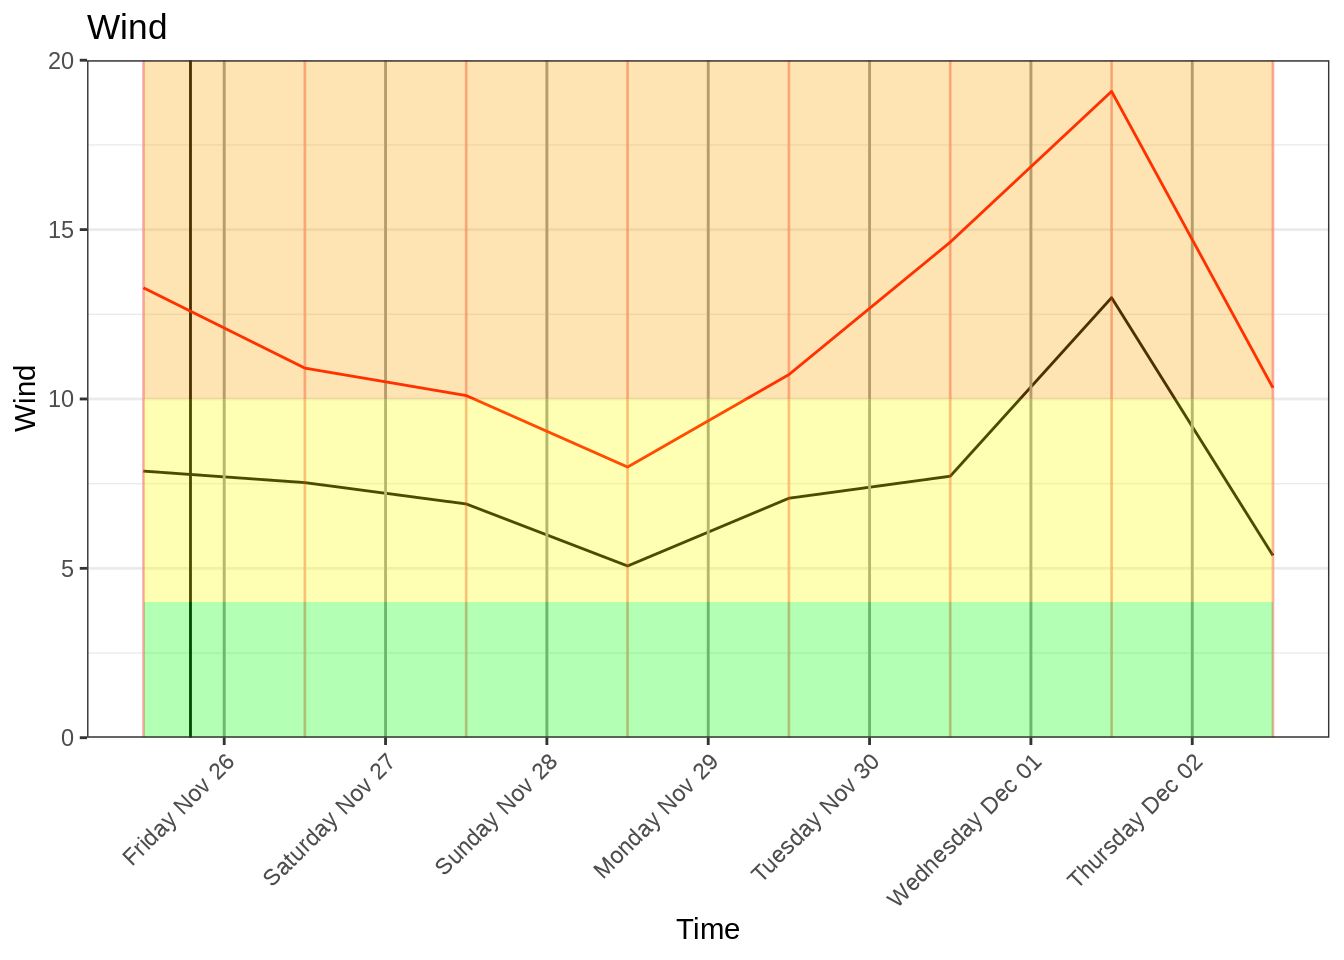 Wind
20
15
10
5
0
Wind
Friday Nov 26
Saturday Nov 27
Sunday Nov 28
Monday Nov 29
Tuesday Nov 30
Wednesday Dec 01
Thursday Dec 02
Time